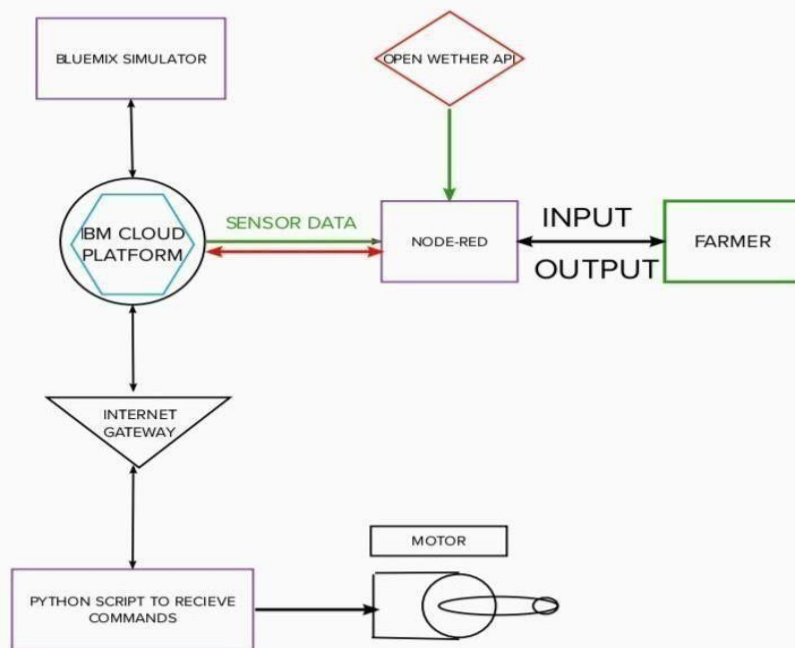 BLUEMIX SIMULATOR
OPEN WETHER API
IBM CLOUD
PLATFORM
SENSOR DATA
NODE-RED
INPUT
OUTPUT
FARMER
INTERNET
GATEWAY
MOTOR
PYTHON SCRIPT TO RECIEVE
COMMANDS